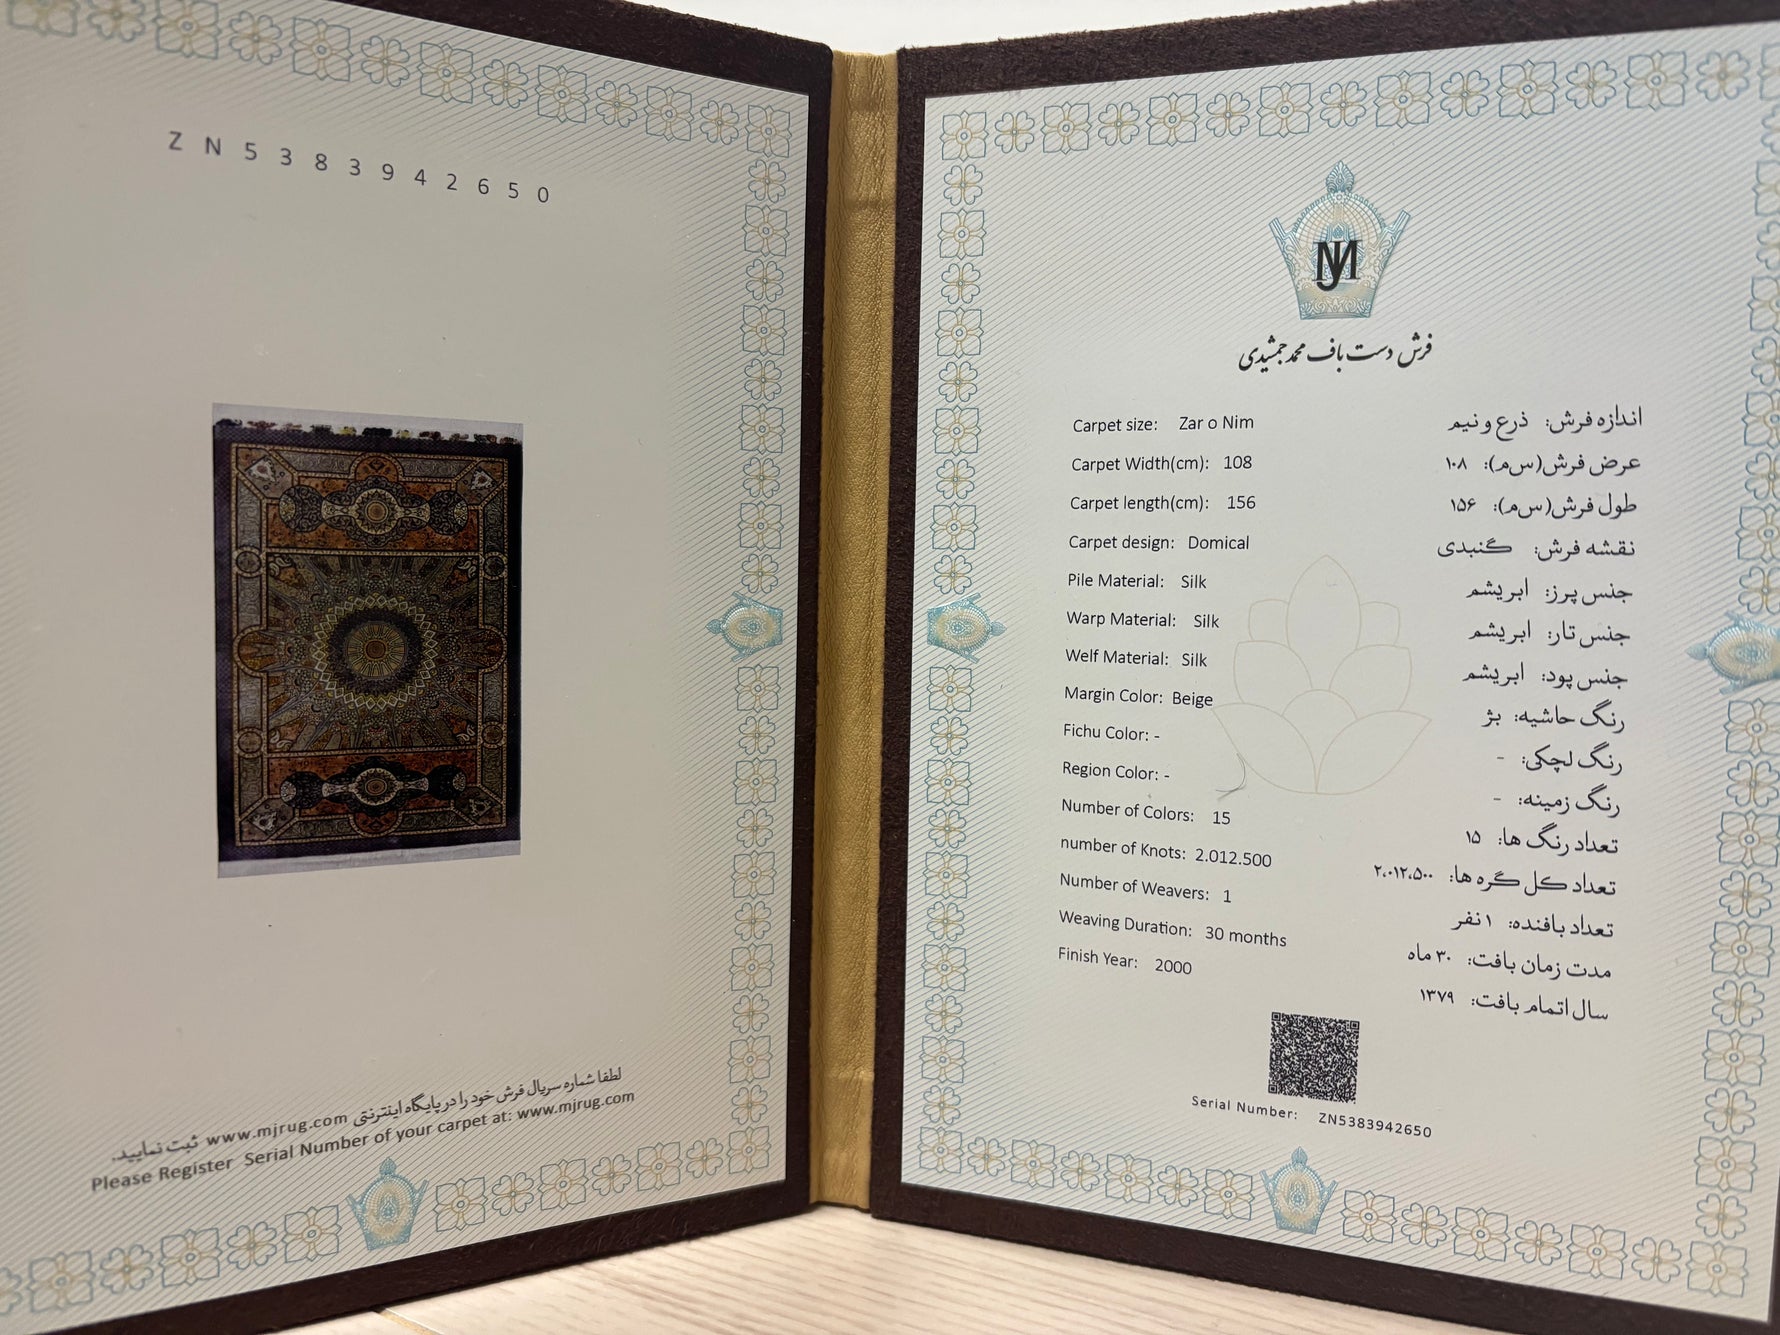 ZN5383942650
لطفا شماره سریال فرش خود را در پایگاه اینترنتی www.mjrug.com ثبت نمایید.
Please Register Serial Number of your carpet at: www.mjrug.com
MJ
فرش دست باف محمد جمشیدی
Carpet size: Zar o Nim
Carpet Width(cm): 108
Carpet length(cm): 156
Carpet design: Domical
Pile Material: Silk
Warp Material: Silk
Welf Material: Silk
Margin Color: Beige
Fichu Color: -
Region Color: -
Number of Colors: 15
number of Knots: 2.012.500
Number of Weavers: 1
Weaving Duration: 30 months
Finish Year: 2000
اندازه فرش: ذرع و نیم
عرض فرش(س‌م): ۱۰۸
طول فرش(س‌م): ۱۵۶
نقشه فرش: گنبدی
جنس پرز: ابریشم
جنس تار: ابریشم
جنس پود: ابریشم
رنگ حاشیه: بژ
رنگ لچکی: -
رنگ زمینه: -
تعداد رنگ ها: ۱۵
تعداد کل گره ها: ۲،۰۱۲،۵۰۰
تعداد بافنده: ۱ نفر
مدت زمان بافت: ۳۰ ماه
سال اتمام بافت: ۱۳۷۹
Serial Number: ZN5383942650